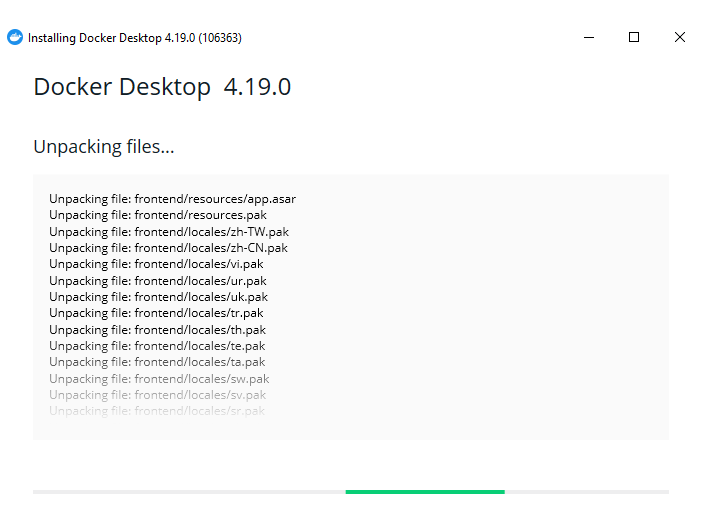 Installing Docker Desktop 4.19.0 (106363)
Docker Desktop 4.19.0
Unpacking files...
Unpacking file: frontend/resources/app.asar
Unpacking file: frontend/resources.pak
Unpacking file: frontend/locales/zh-TW.pak
Unpacking file: frontend/locales/zh-CN.pak
Unpacking file: frontend/locales/vi.pak
Unpacking file: frontend/locales/ur.pak
Unpacking file: frontend/locales/uk.pak
Unpacking file: frontend/locales/tr.pak
Unpacking file: frontend/locales/th.pak
Unpacking file: frontend/locales/te.pak
Unpacking file: frontend/locales/ta.pak
Unpacking file: frontend/locales/sw.pak
Unpacking file: frontend/locales/sv.pak
Unpacking file: frontend/locales/sr.pak